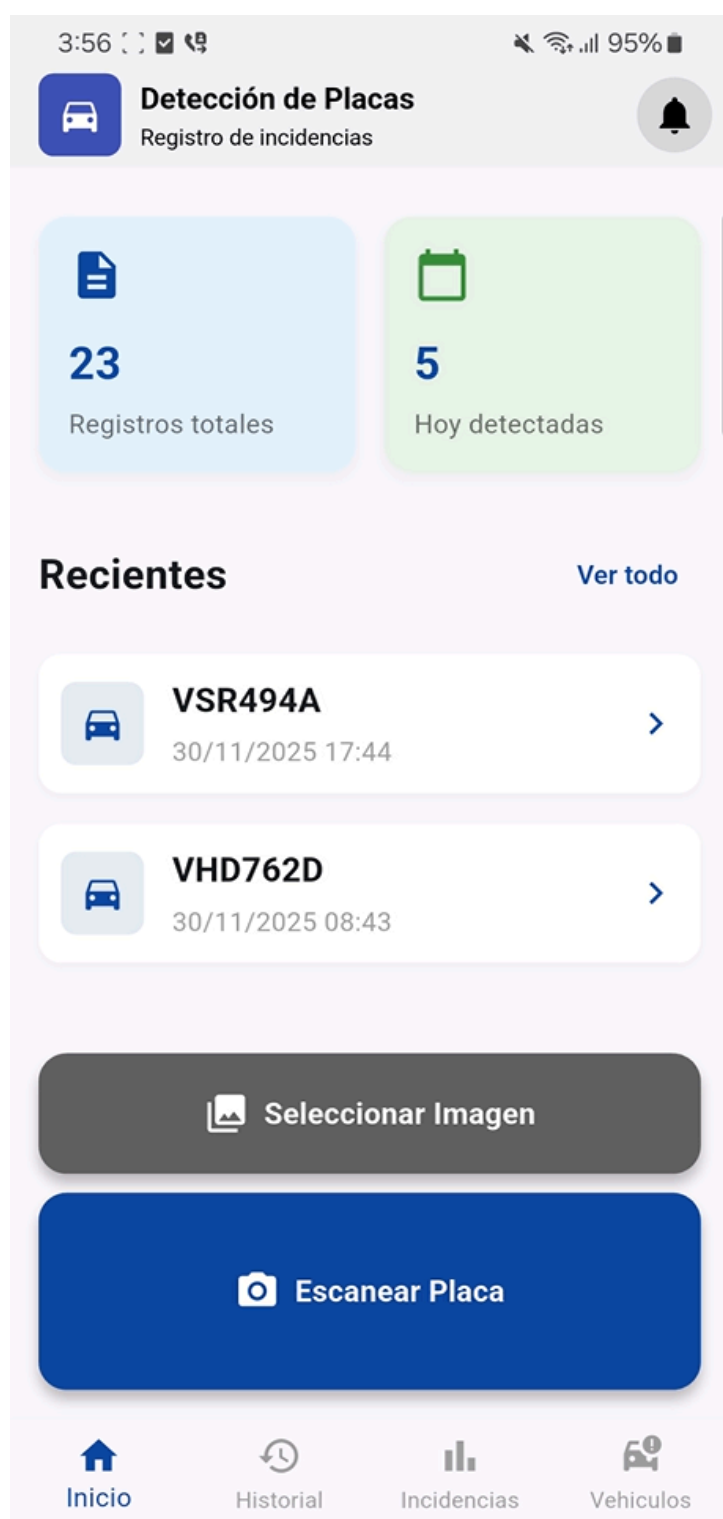 3:56
95%
Detección de Placas
Registro de incidencias
23
Registros totales
5
Hoy detectadas
Recientes
Ver todo
VSR494A
30/11/2025 17:44
VHD762D
30/11/2025 08:43
Seleccionar Imagen
Escanear Placa
Inicio
Historial
Incidencias
Vehiculos